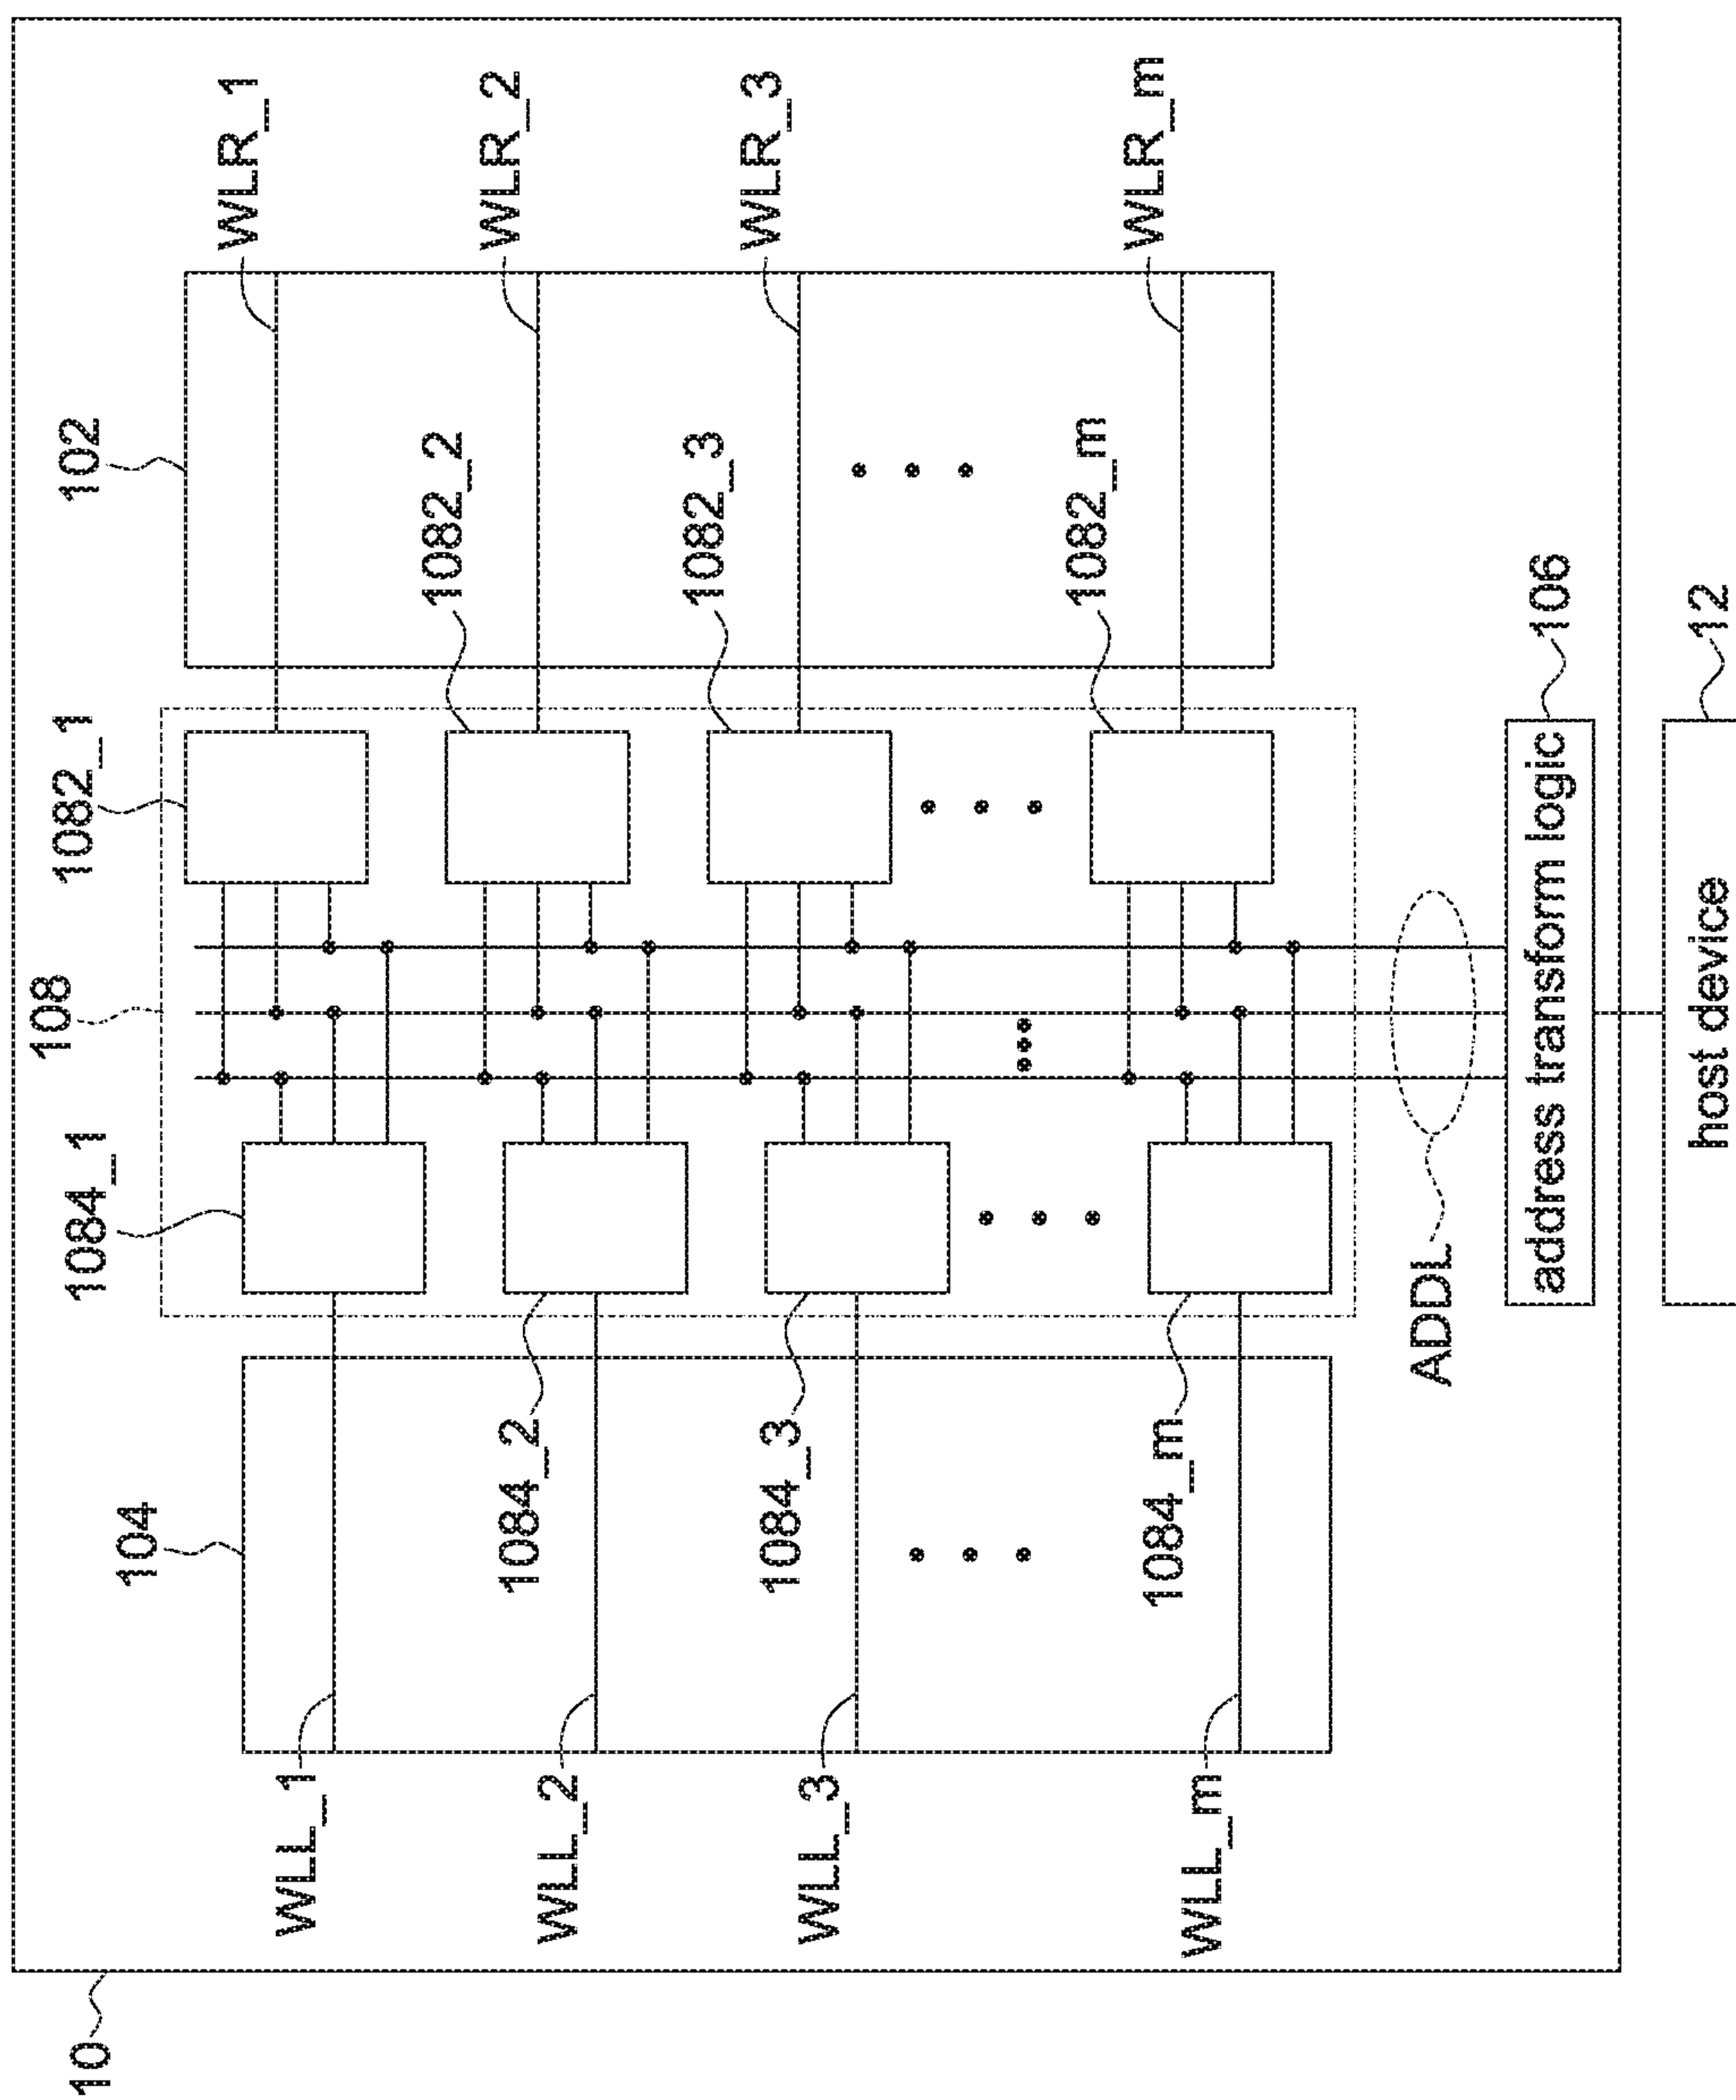 10
104
1084_1
108
1082_1
102
WLL_1
WLR_1
1084_2
1082_2
WLL_2
WLR_2
1084_3
1082_3
WLL_3
WLR_3
1084_m
1082_m
WLL_m
WLR_m
ADDL
address transform logic
106
host device
12